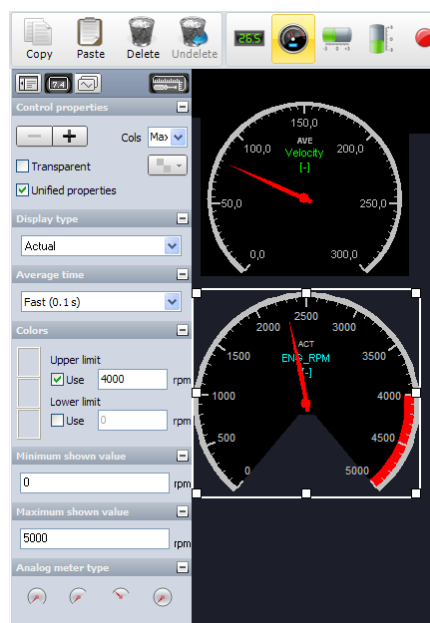 Copy Paste Delete Undelete
26.5
7.4
Control properties
Cols Max
Transparent
Unified properties
Display type
Actual
Average time
Fast (0.1 s)
Colors
Upper limit
Use 4000 rpm
Lower limit
Use 0 rpm
Minimum shown value
0 rpm
Maximum shown value
5000 rpm
Analog meter type
150,0
100,0 AVE 200,0
Velocity
[-]
50,0 250,0
0,0 300,0
2500
2000 3000
ACT
1500 ENG_RPM 3500
[-]
1000 4000
500 4500
0 5000